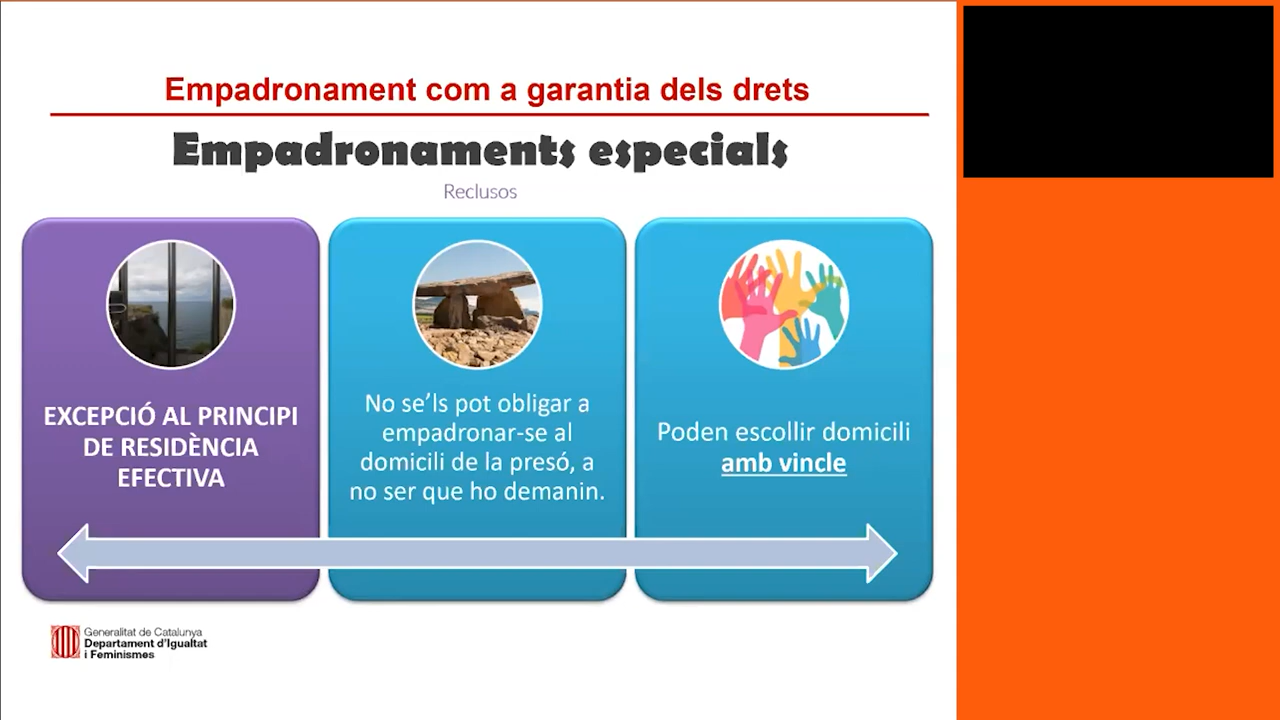 Empadronament com a garantia dels drets
Empadronaments especials
Reclusos
EXCEPCIÓ AL PRINCIPI
DE RESIDÈNCIA
EFECTIVA
No se’ls pot obligar a
empadronar-se al
domicili de la presó, a
no ser que ho demanin.
Poden escollir domicili
amb vincle
Generalitat de Catalunya
Departament d’Igualtat
i Feminismes